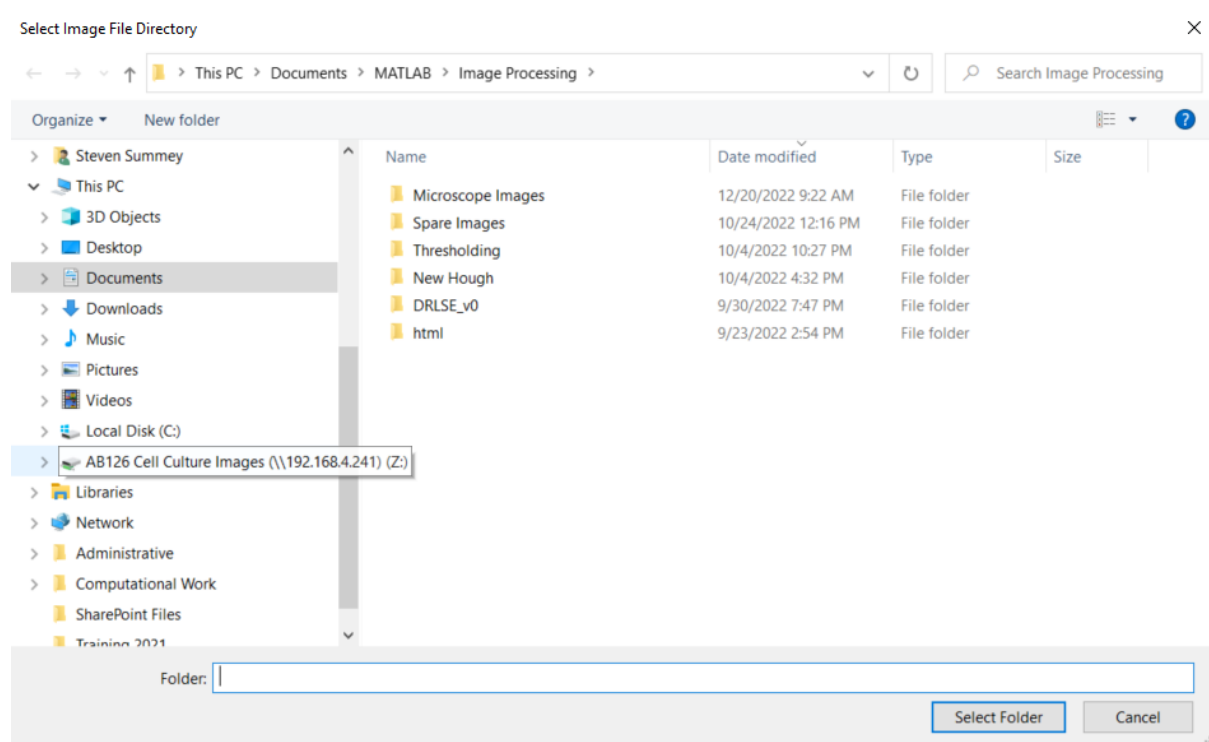 Select Image File Directory
This PC > Documents > MATLAB > Image Processing >
Search Image Processing
Organize
New folder
Steven Summey
This PC
3D Objects
Desktop
Documents
Downloads
Music
Pictures
Videos
Local Disk (C:)
AB126 Cell Culture Images (\\192.168.4.241) (Z:)
Libraries
Network
Administrative
Computational Work
SharePoint Files
Training 2021
Name Date modified Type Size
Microscope Images 12/20/2022 9:22 AM File folder
Spare Images 10/24/2022 12:16 PM File folder
Thresholding 10/4/2022 10:27 PM File folder
New Hough 10/4/2022 4:32 PM File folder
DRLSE_v0 9/30/2022 7:47 PM File folder
html 9/23/2022 2:54 PM File folder
Folder:
Select Folder
Cancel